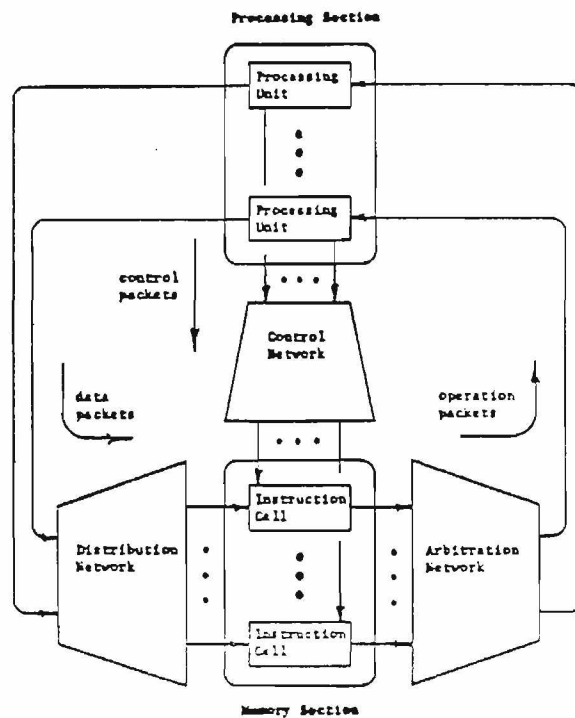 Processing Section
Processing
Unit
Processing
Unit
control
packets
Control
Network
data
packets
operation
packets
Instruction
Cell
Distribution
Network
Arbitration
Network
Instruction
Cell
Memory Section